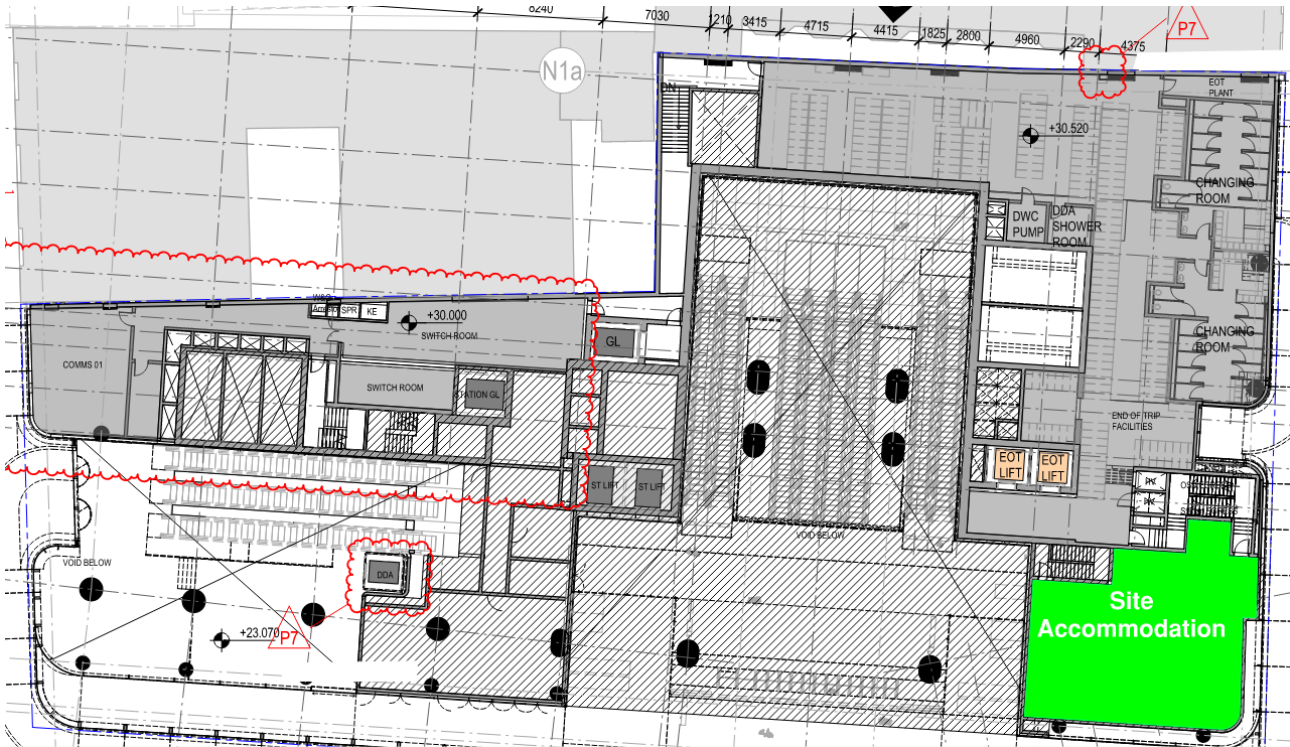 8240
7030
1210
3415
4715
4415
1825
2800
4960
2290
4375
P7
N1a
DN
EOT
PLANT
+30.520
CHANGING
ROOM
DWC
PUMP
DDA
SHOWER
ROOM
SPR
KE
+30.000
SWITCH ROOM
GL
COMMS 01
SWITCH ROOM
STATION GL
CHANGING
ROOM
END OF TRIP
FACILITIES
EOT
LIFT
EOT
LIFT
ST LIFT
ST LIFT
VOID BELOW
VOID BELOW
DDA
+23.070
P7
Site
Accommodation